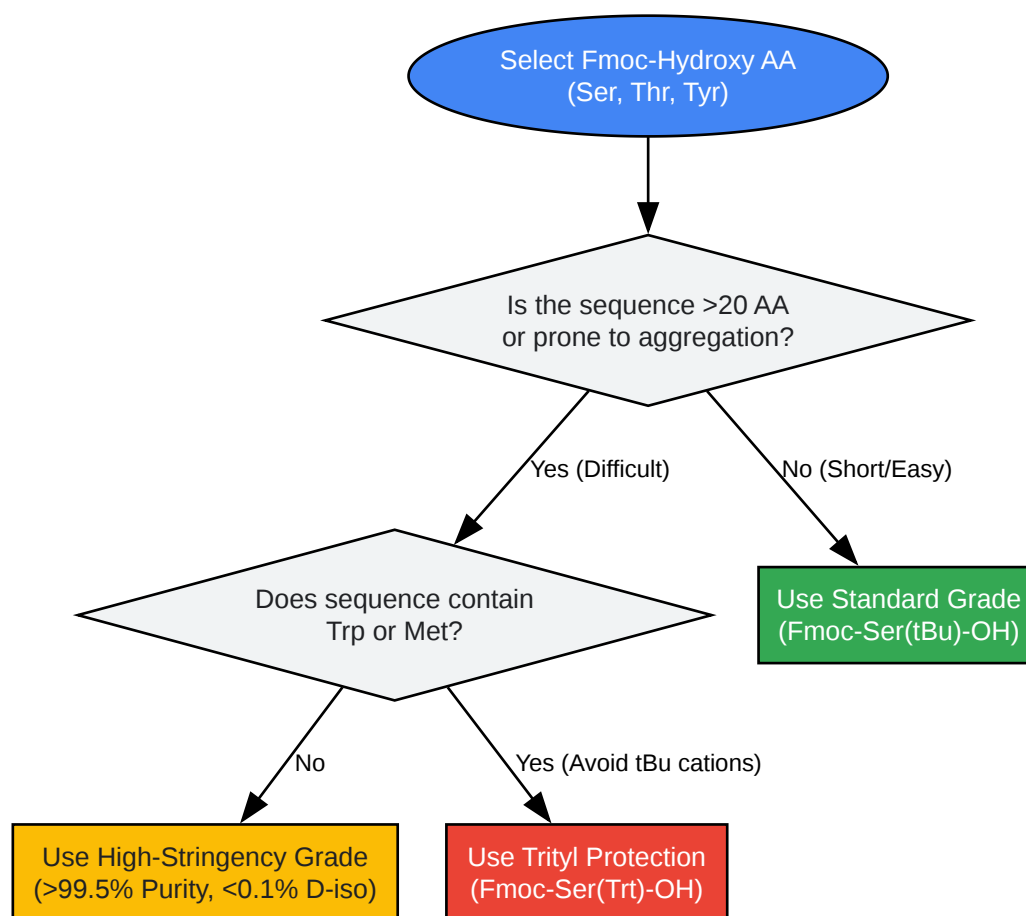 Select Fmoc-Hydroxy AA
(Ser, Thr, Tyr)
Is the sequence >20 AA
or prone to aggregation?
Yes (Difficult)
No (Short/Easy)
Does sequence contain
Trp or Met?
Use Standard Grade
(Fmoc-Ser(tBu)-OH)
No
Yes (Avoid tBu cations)
Use High-Stringency Grade
(>99.5% Purity, <0.1% D-iso)
Use Trityl Protection
(Fmoc-Ser(Trt)-OH)